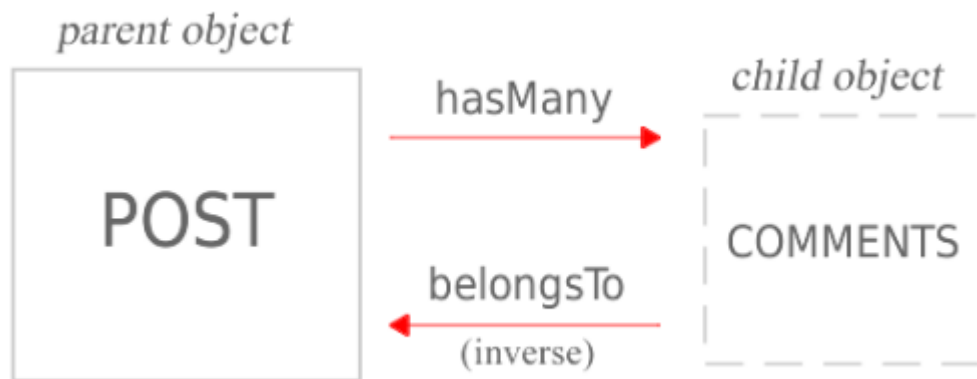 parent object
POST
hasMany
belongsTo
(inverse)
child object
COMMENTS